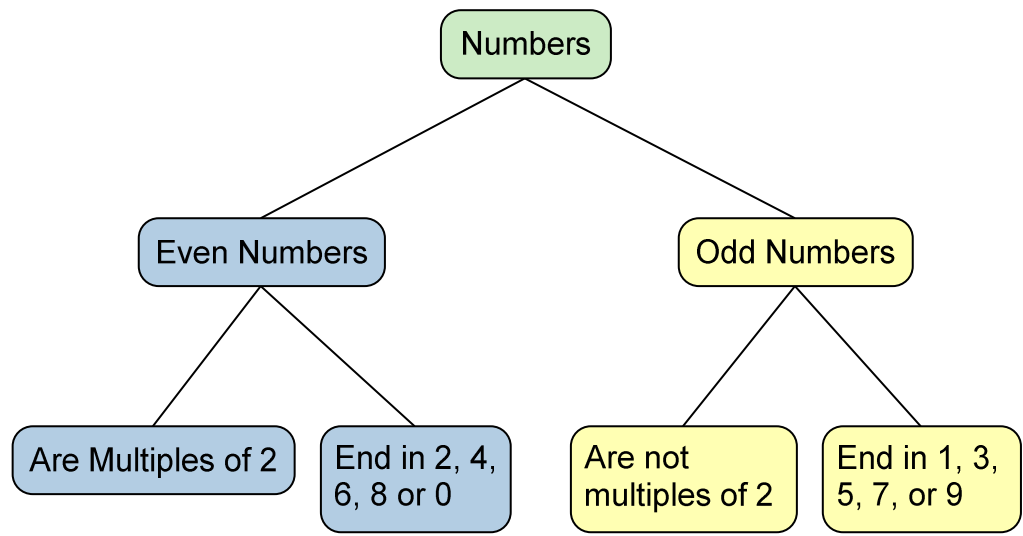 Numbers
Even Numbers
Odd Numbers
Are Multiples of 2
End in 2, 4,
6, 8 or 0
Are not
multiples of 2
End in 1, 3,
5, 7, or 9